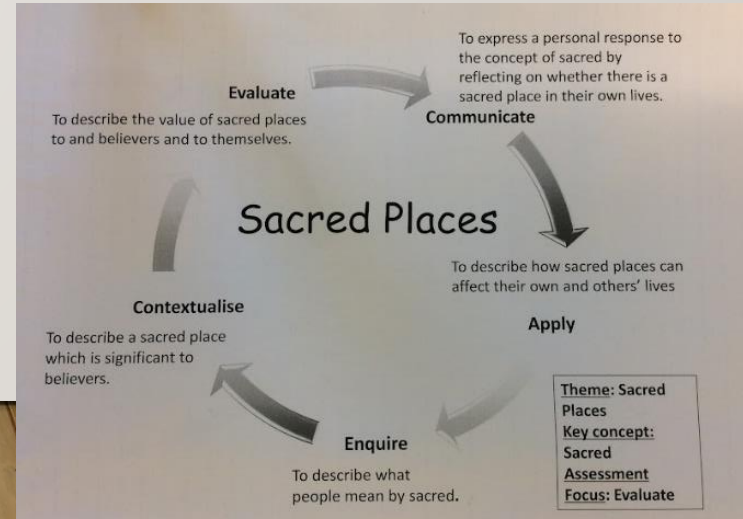 To express a personal response to
the concept of sacred by
reflecting on whether there is a
sacred place in their own lives.
Communicate
Evaluate
To describe the value of sacred places
to and believers and to themselves.
Sacred Places
To describe how sacred places can
affect their own and others' lives
Apply
Contextualise
To describe a sacred place
which is significant to
believers.
Enquire
To describe what
people mean by sacred.
Theme: Sacred
Places
Key concept:
Sacred
Assessment
Focus: Evaluate